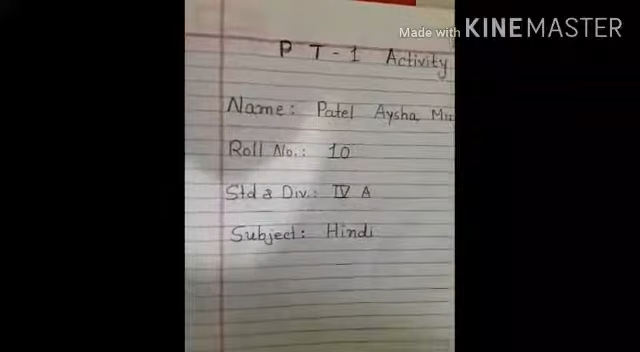 Made with KINEMASTER
P T - 1 Activity
Name: Patel Aysha
Roll No.: 10
Std & Div.: IV A
Subject: Hindi